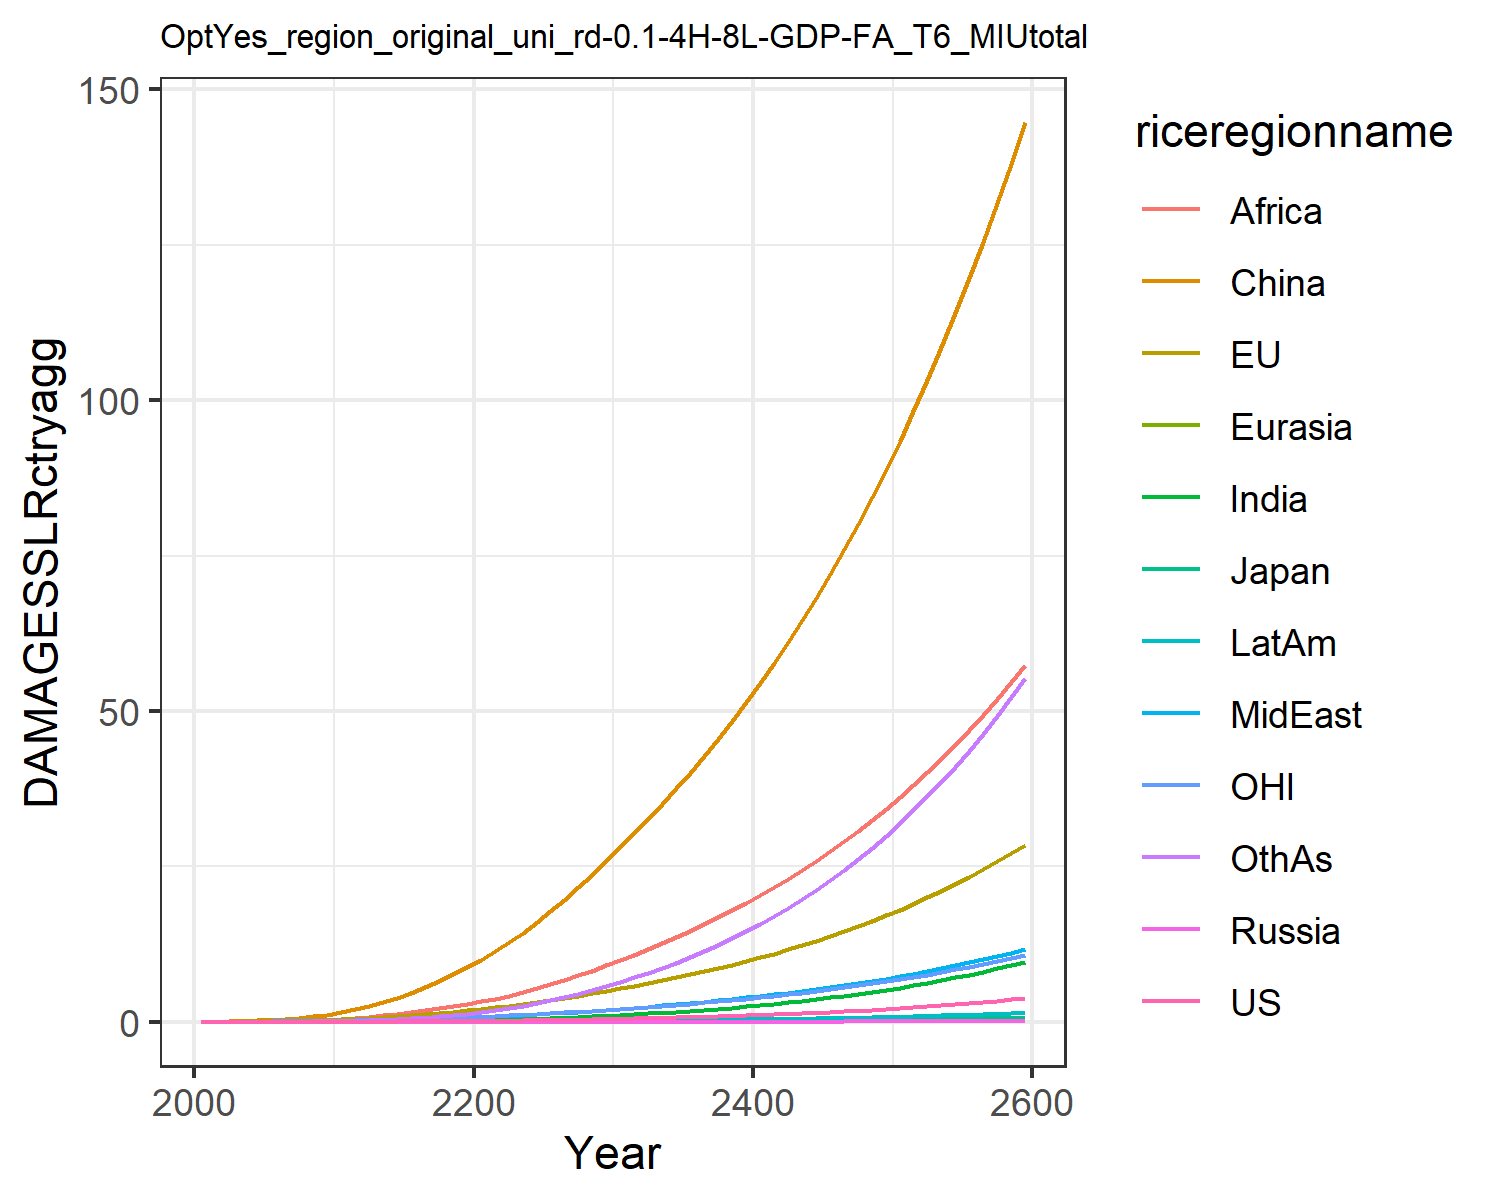 OptYes_region_original_uni_rd-0.1-4H-8L-GDP-FA_T6_MIUtotal
150
100
50
0
DAMAGESSLRctryagg
2000
2200
2400
2600
Year
riceregionname
Africa
China
EU
Eurasia
India
Japan
LatAm
MidEast
OHI
OthAs
Russia
US